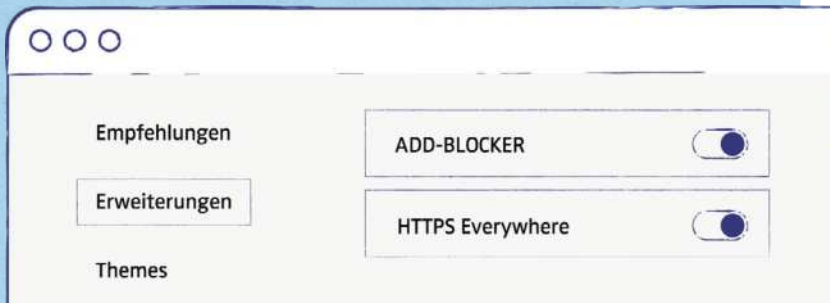 Empfehlungen
ADD-BLOCKER
Erweiterungen
HTTPS Everywhere
Themes